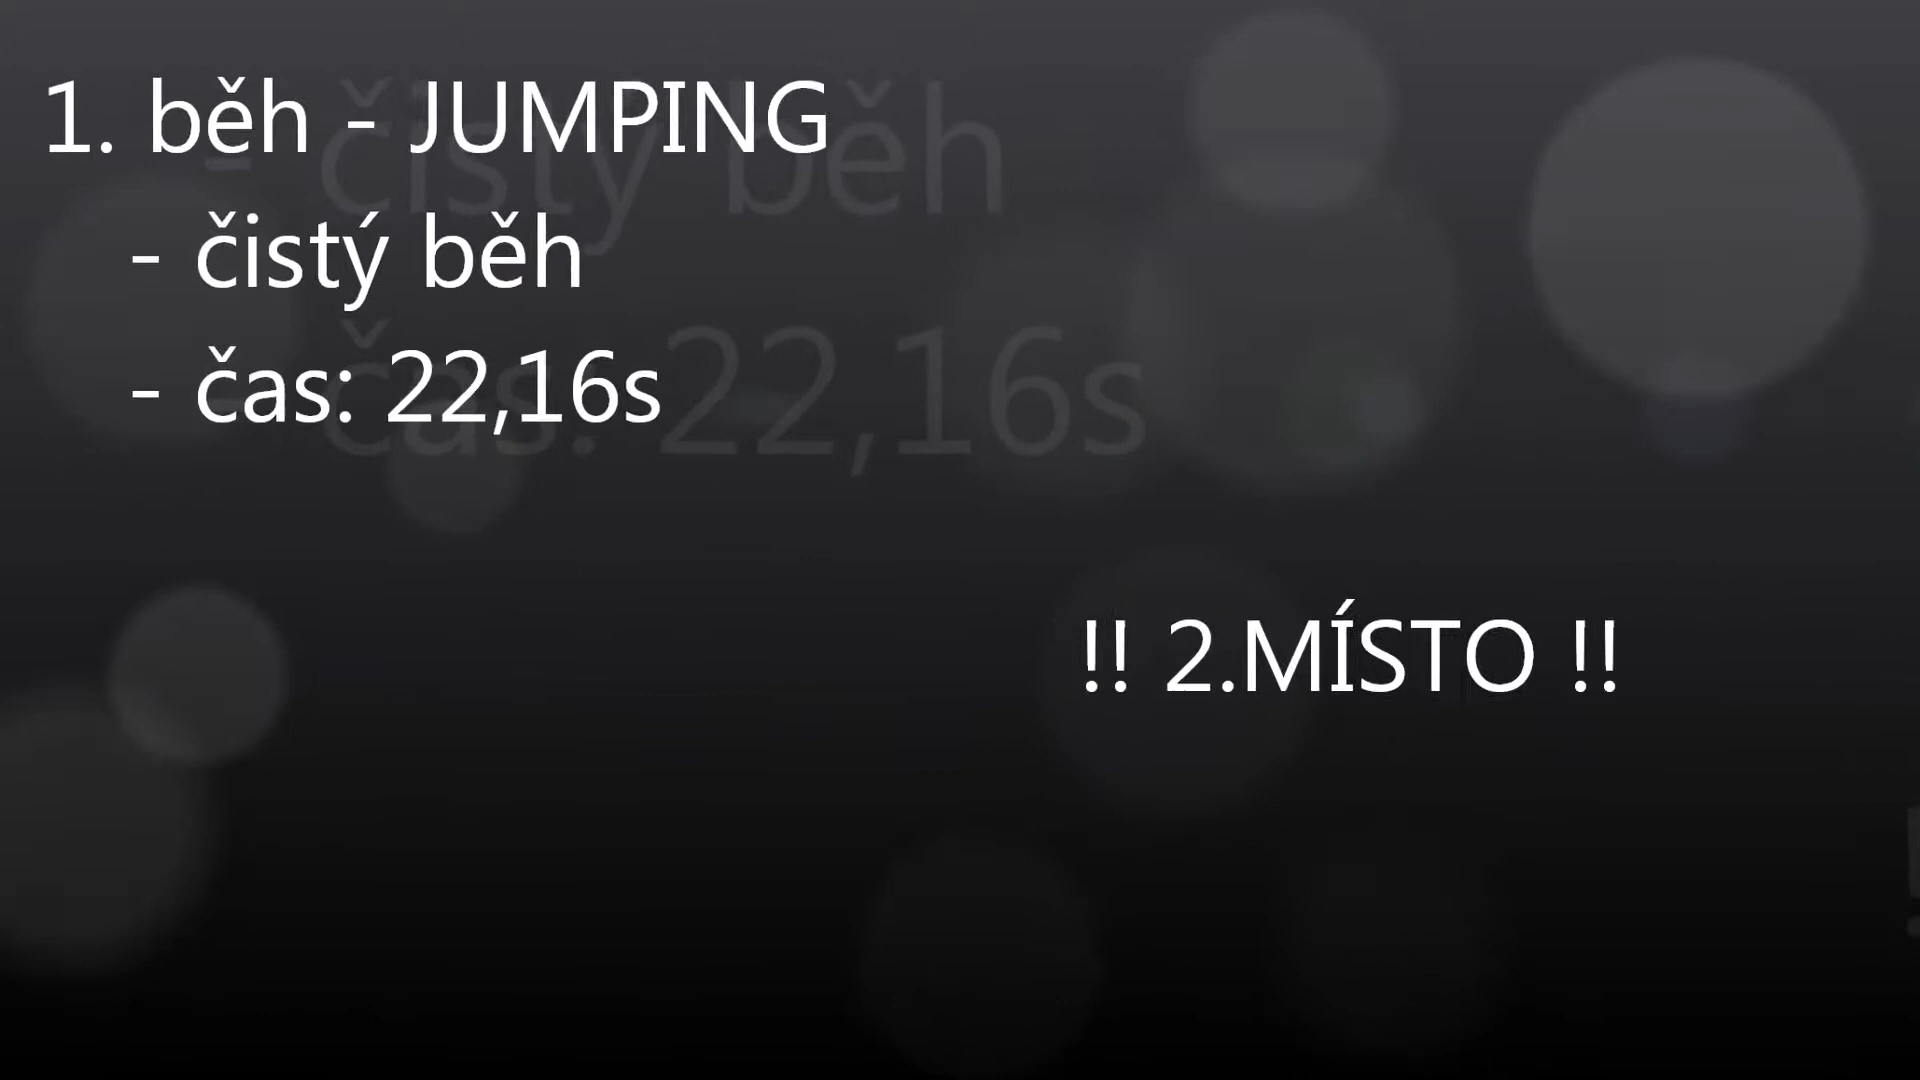 1. běh - JUMPING
- čistý běh
- čas: 22,16s
!! 2.MÍSTO !!